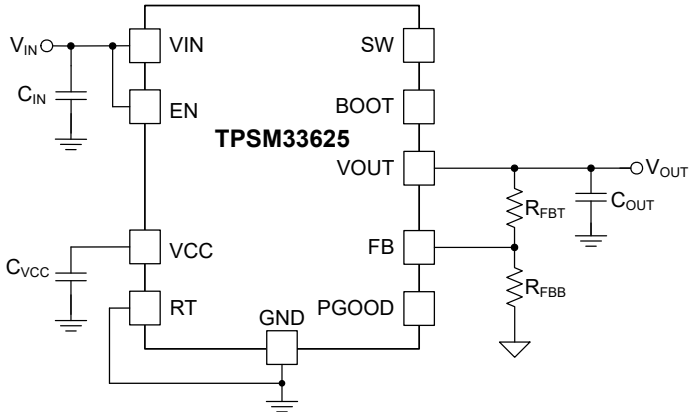 V_IN VIN SW
C_IN EN BOOT
TPSM33625
VOUT V_OUT
R_FBT C_OUT
C_VCC VCC FB
R_FBB
RT GND PGOOD